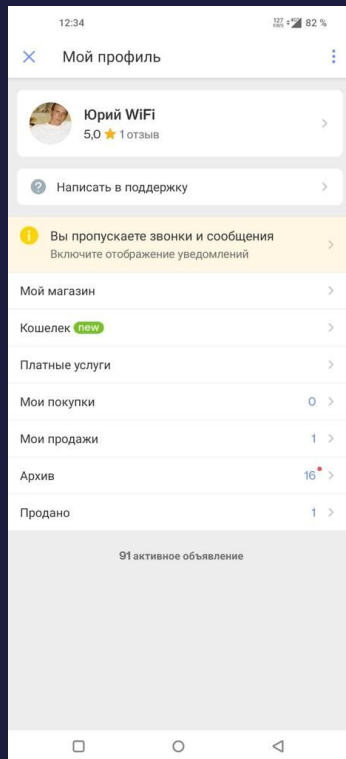 12:34
82 %
Мой профиль
Юрий WiFi
5,0 ★ 1 отзыв
Написать в поддержку
Вы пропускаете звонки и сообщения
Включите отображение уведомлений
Мой магазин
Кошелек new
Платные услуги
Мои покупки 0
Мои продажи 1
Архив 16
Продано 1
91 активное объявление